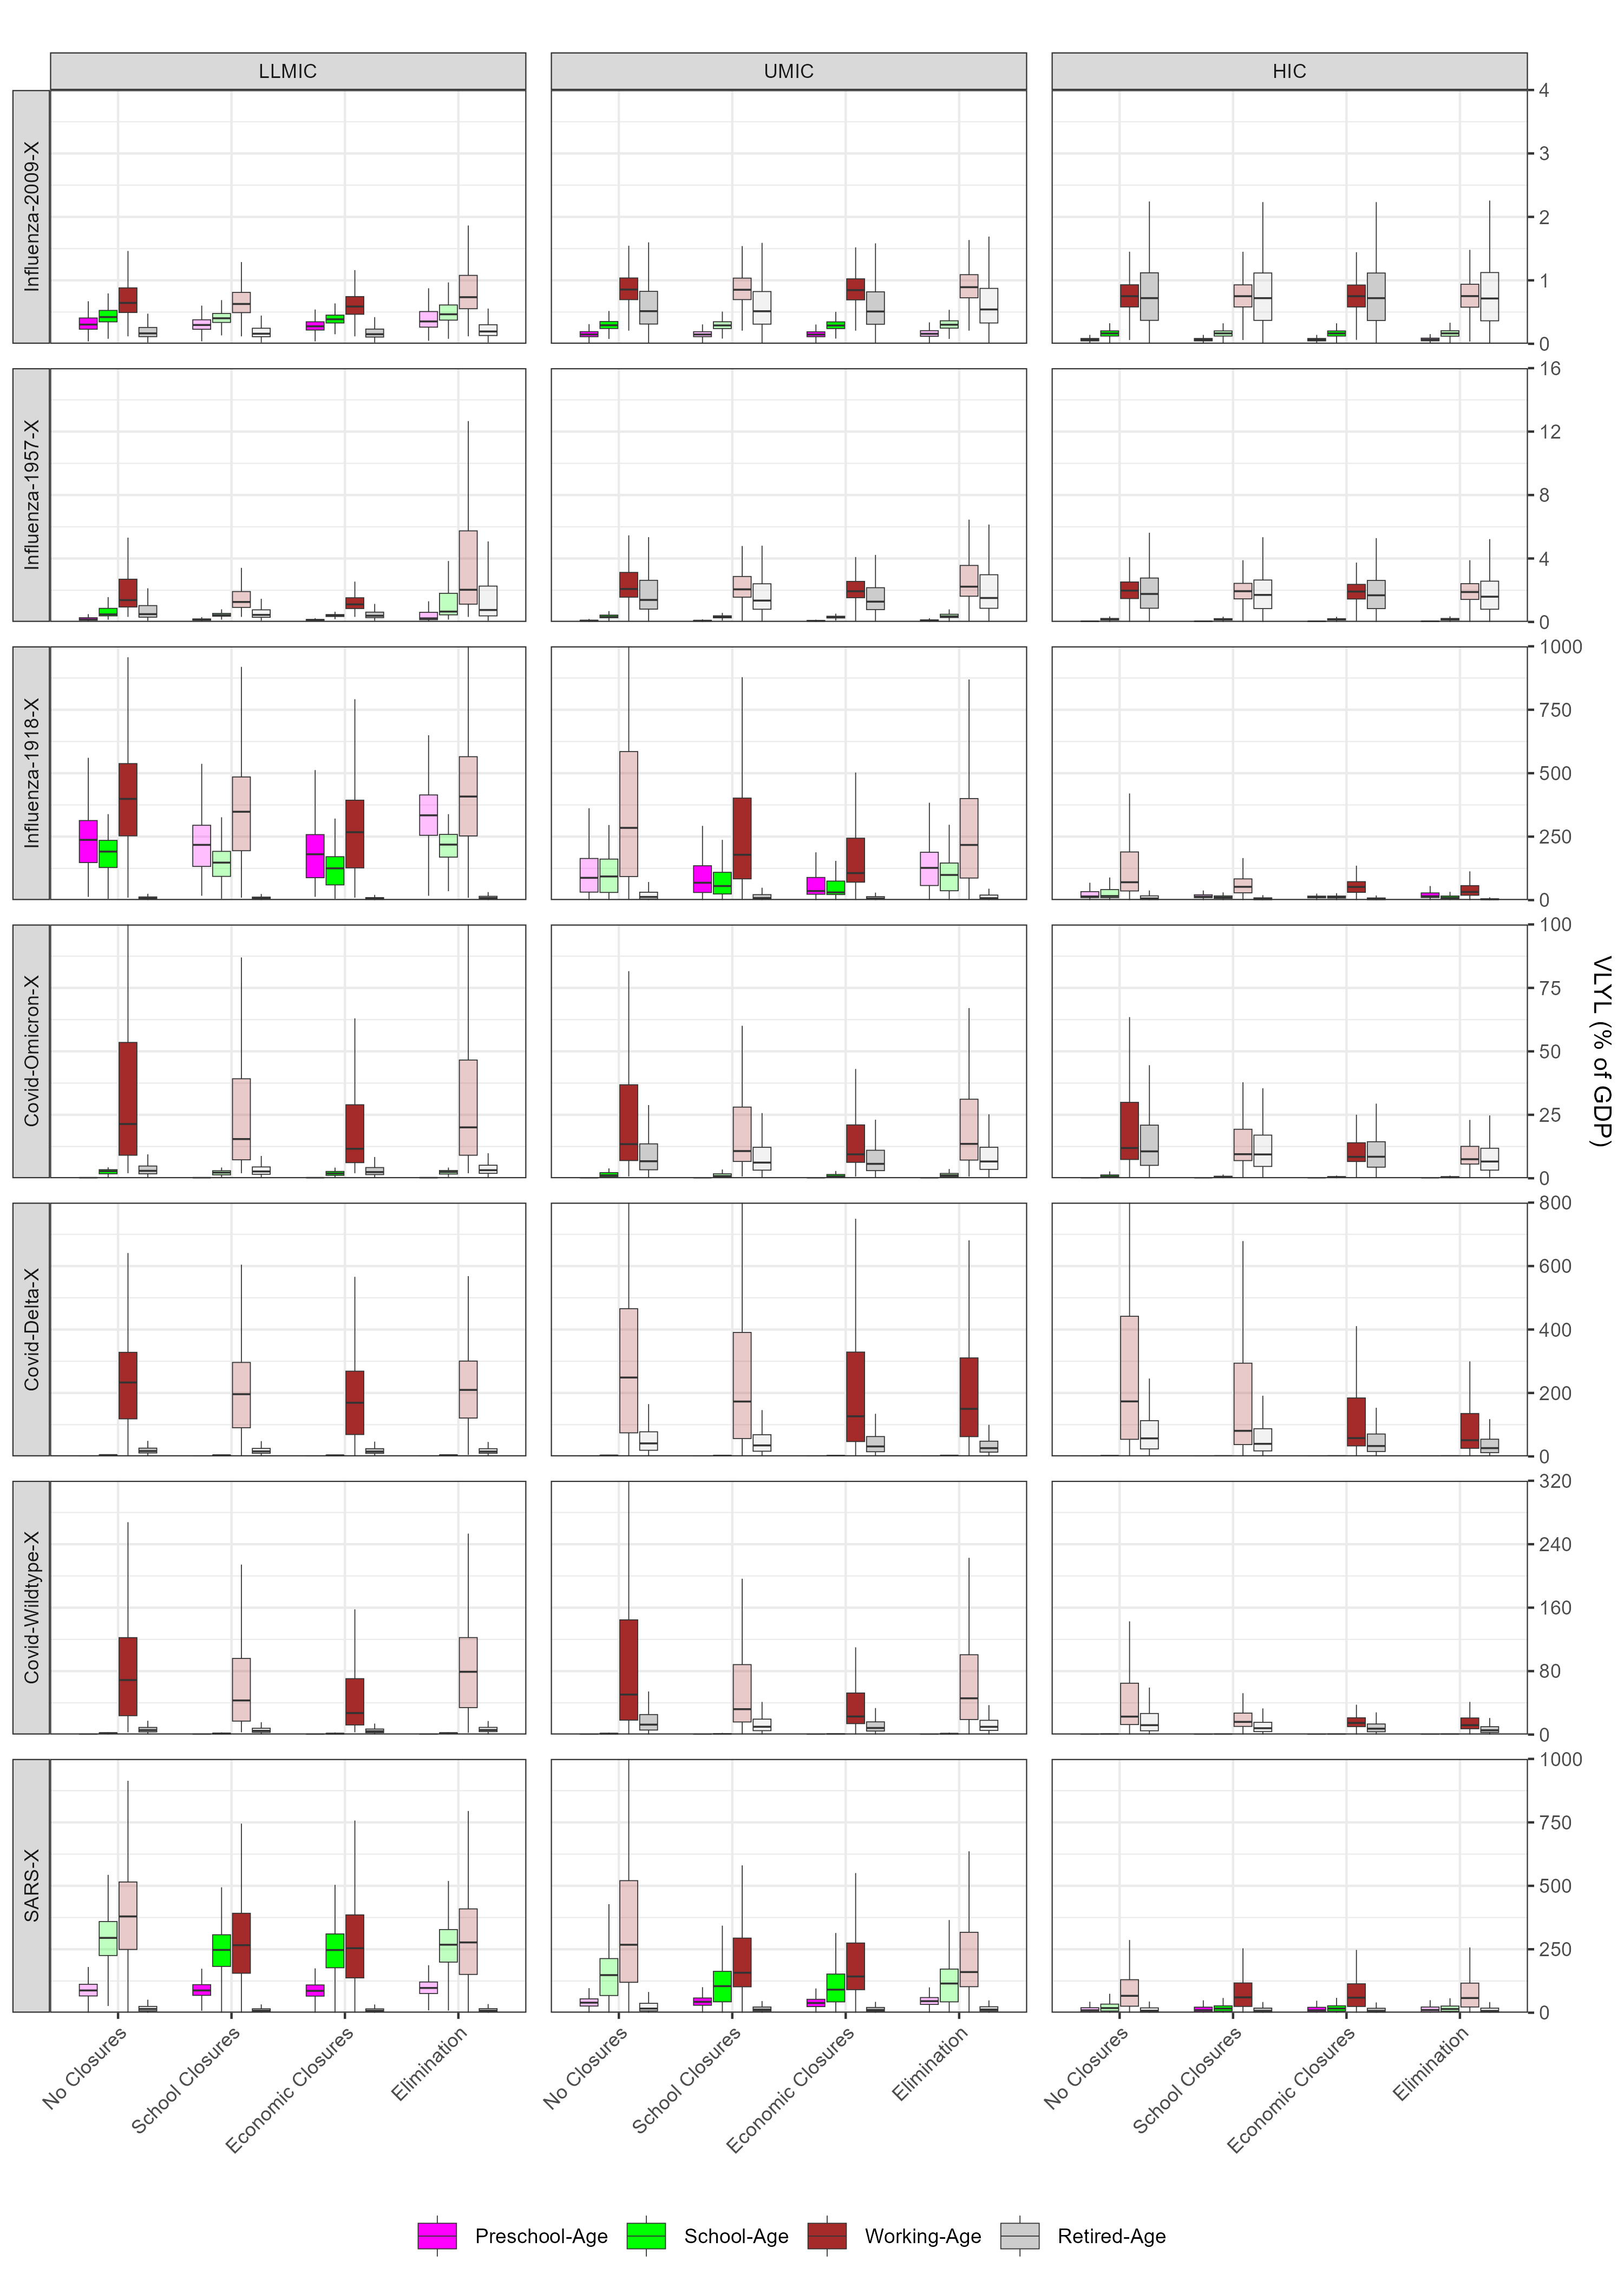 LLMIC UMIC HIC
Influenza-2009-X
4
3
2
1
0
Influenza-1957-X
16
12
8
4
0
Influenza-1918-X
1000
750
500
250
0
Covid-Omicron-X
100
75
50
25
0
VLYL (% of GDP)
Covid-Delta-X
800
600
400
200
0
Covid-Wildtype-X
320
240
160
80
0
SARS-X
1000
750
500
250
0
No Closures
School Closures
Economic Closures
Elimination
No Closures
School Closures
Economic Closures
Elimination
No Closures
School Closures
Economic Closures
Elimination
Preschool-Age School-Age Working-Age Retired-Age